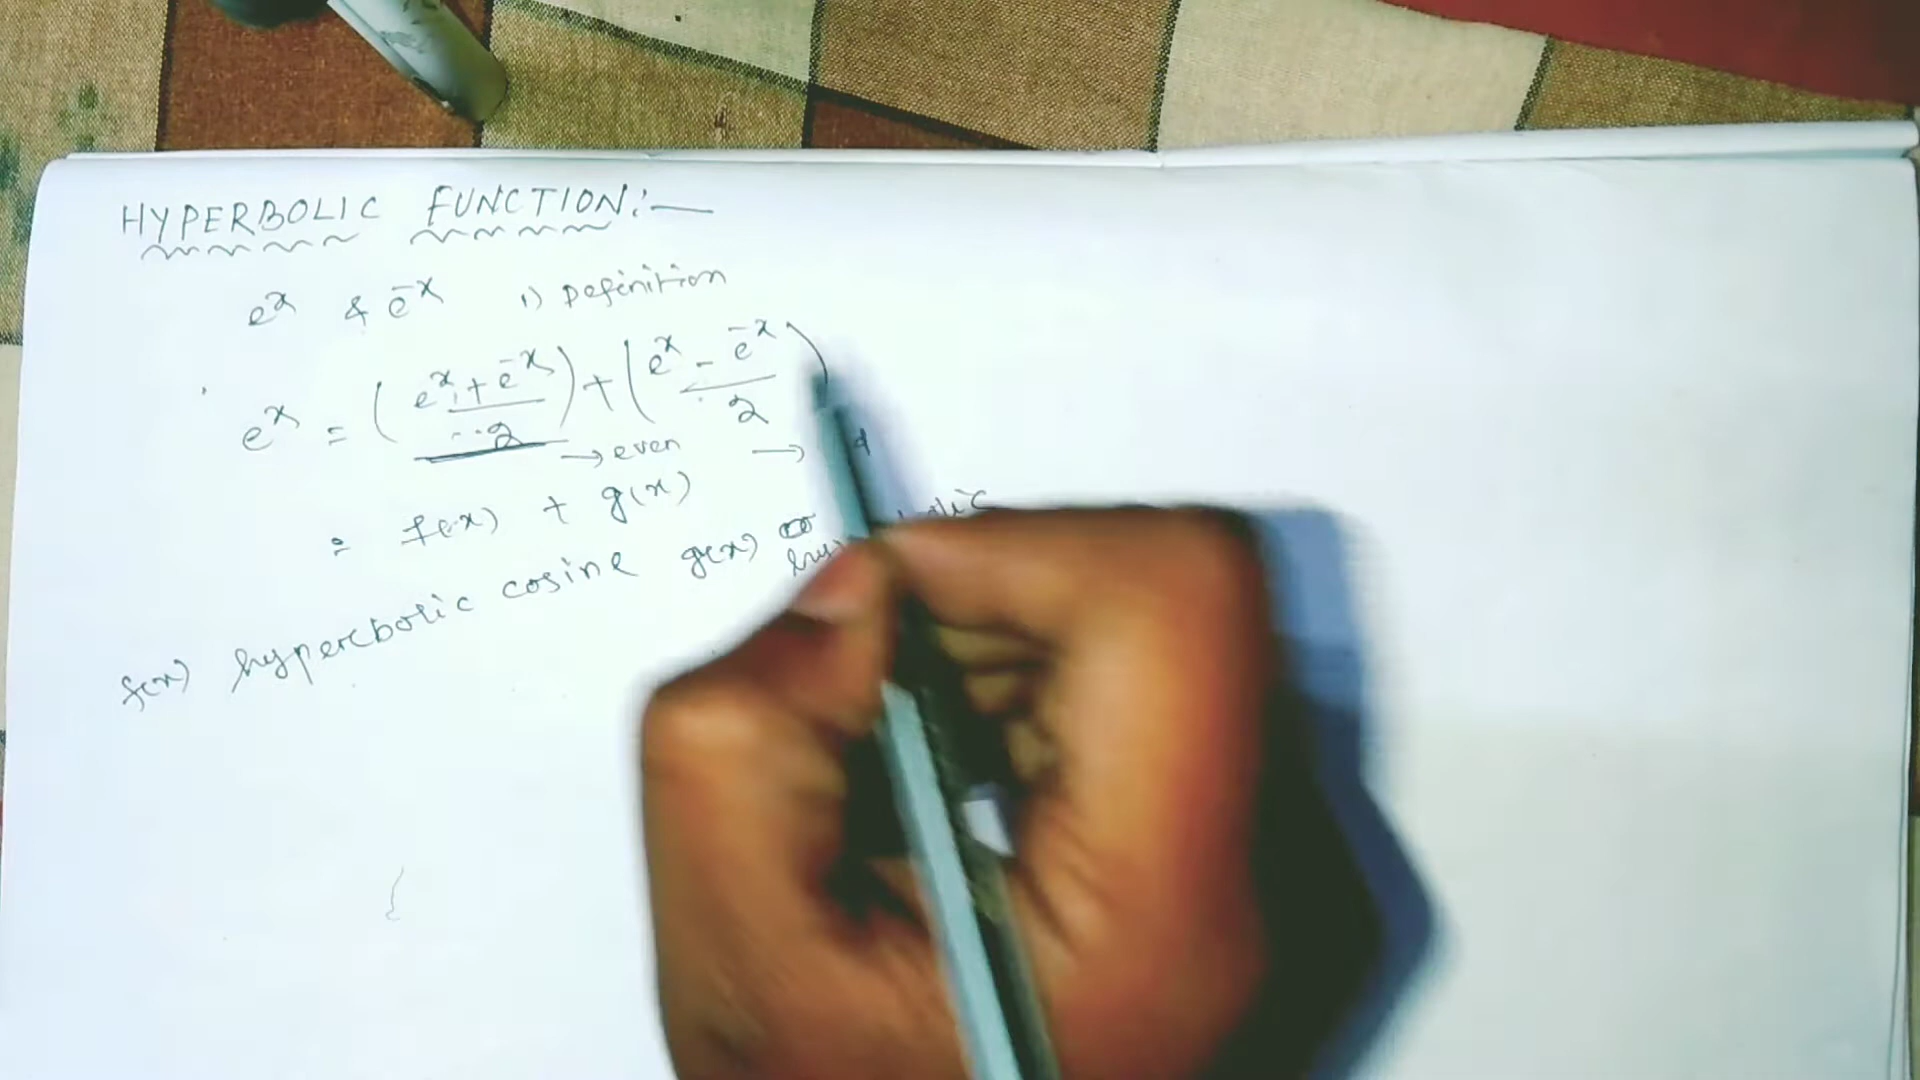 HYPERBOLIC FUNCTION:—
e^x & e^-x 1) Definition
e^x = ( (e^x + e^-x) / 2 ) + ( (e^x - e^-x) / 2 )
→ even →
= f(x) + g(x)
f(x) hyperbolic cosine g(x)